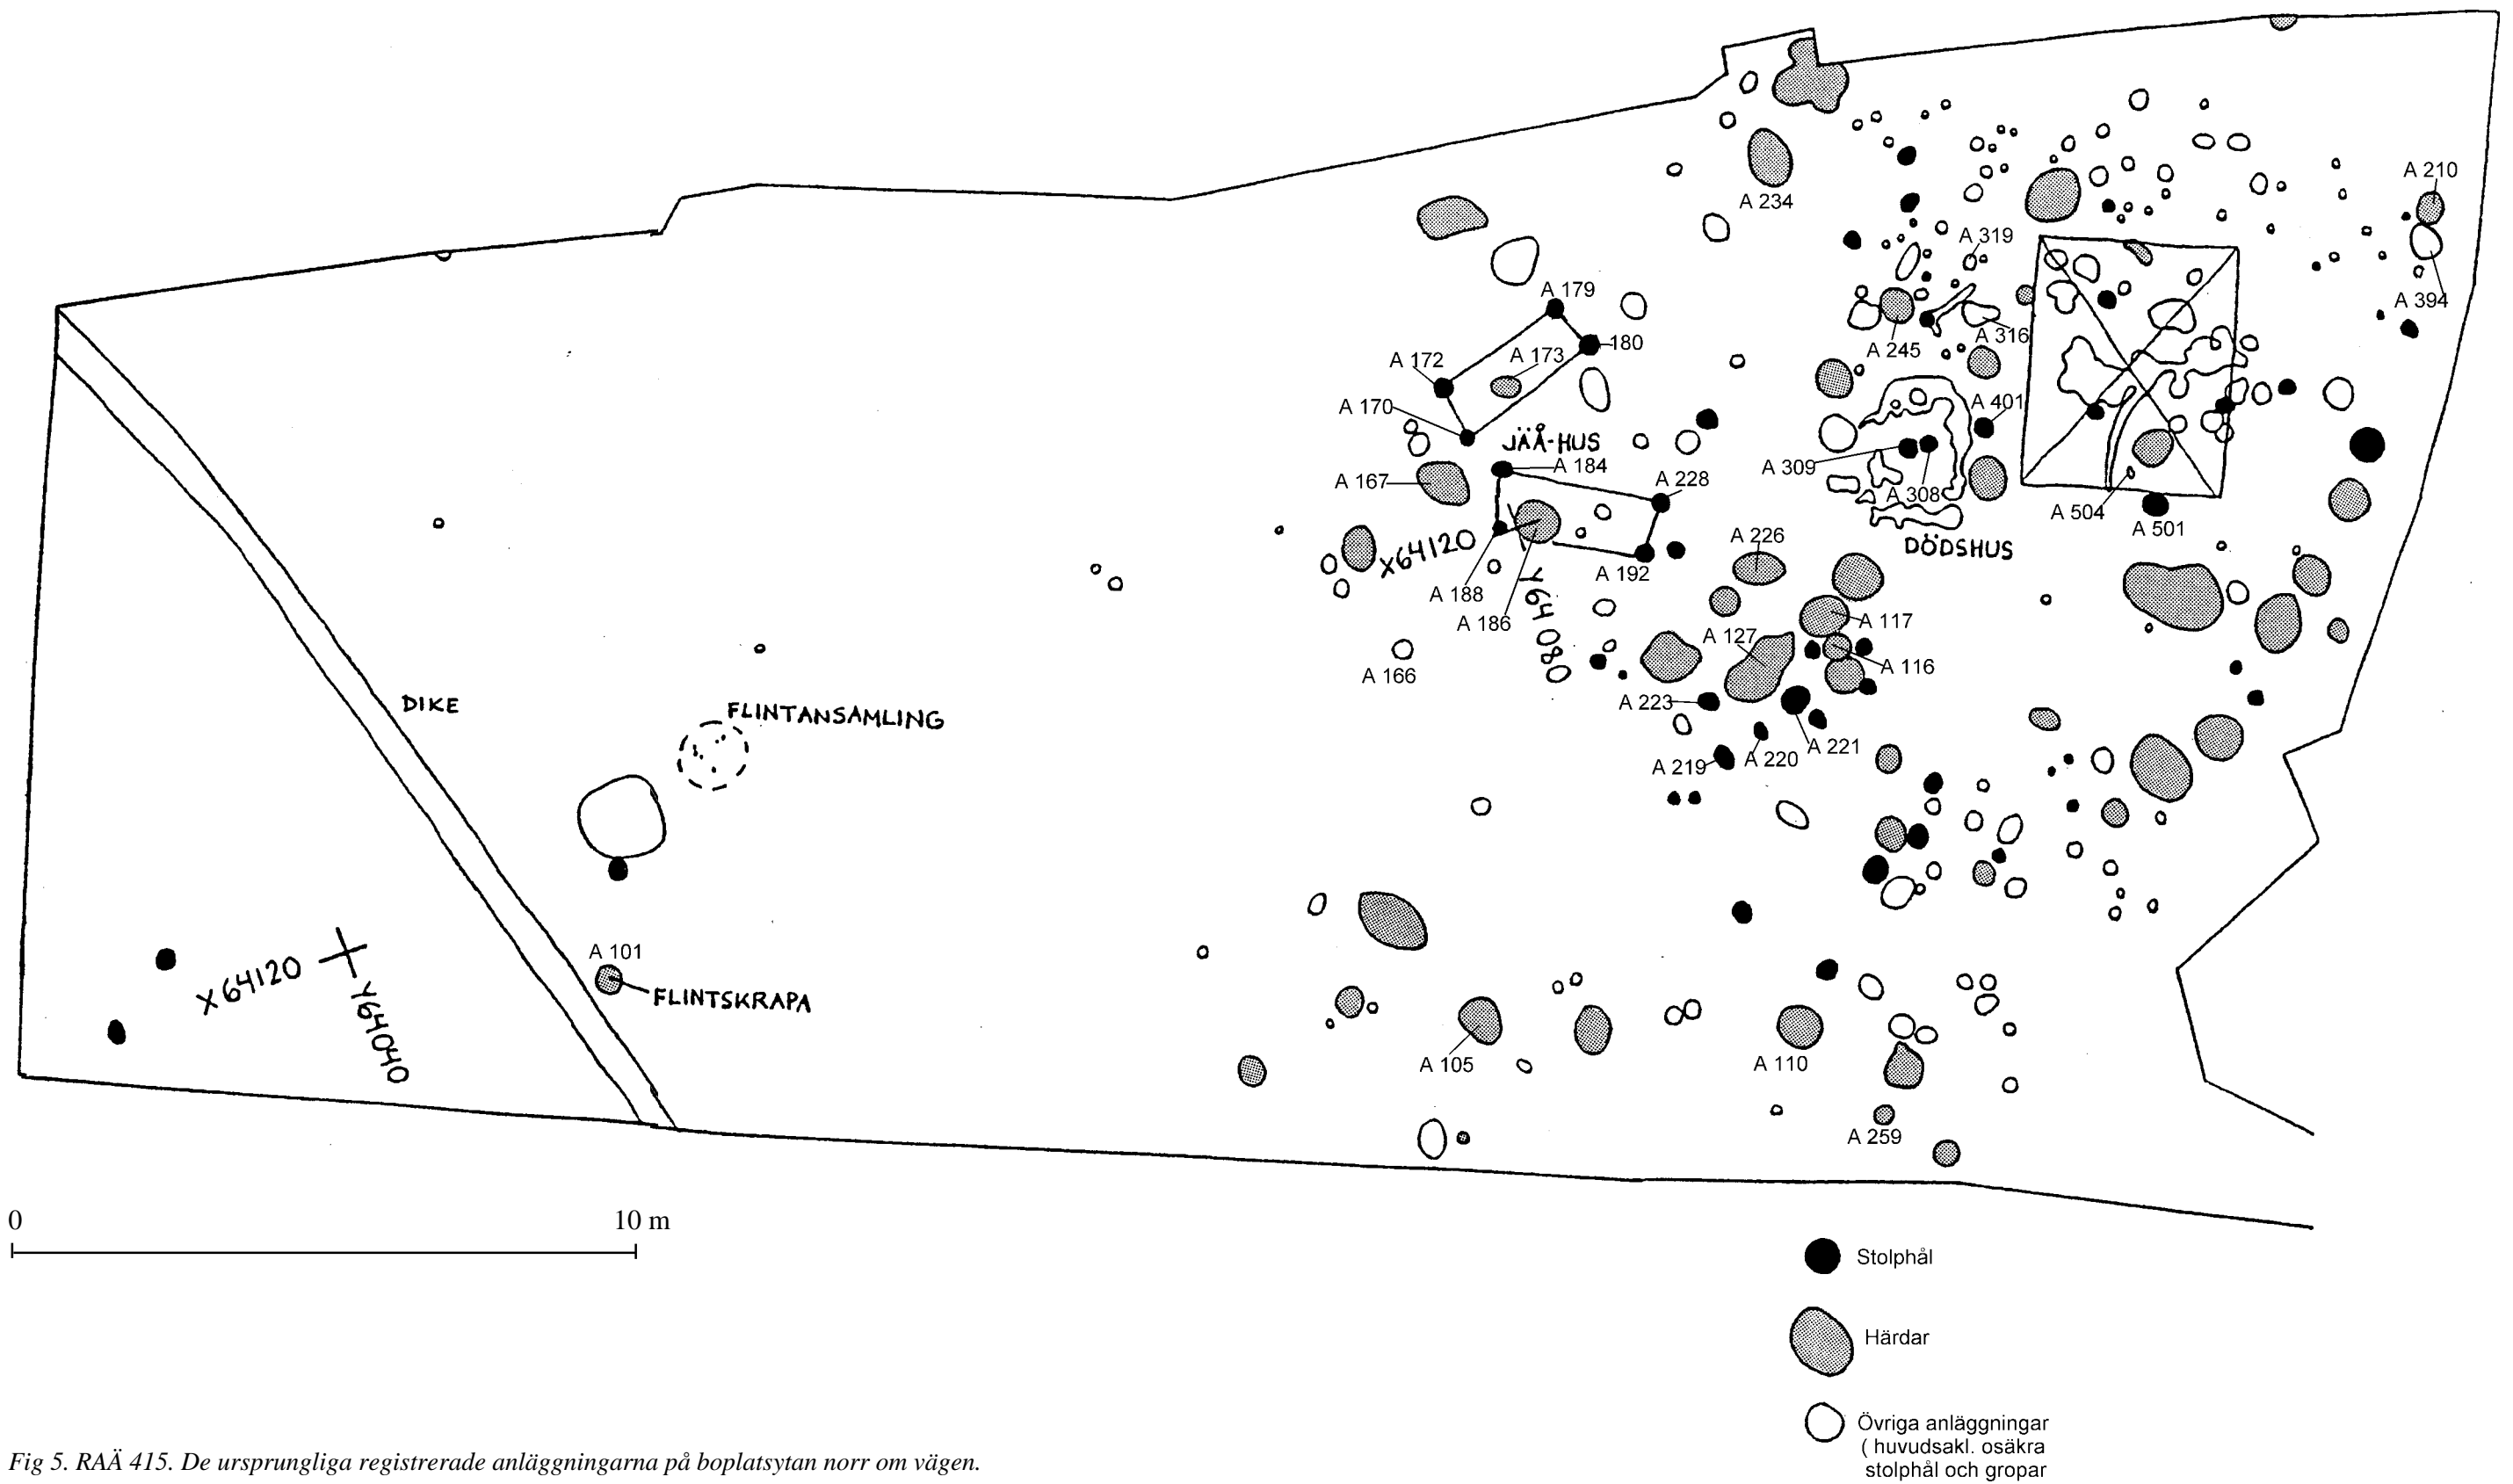 A 210
A 234
A 319
A 394
A 179
A 316
180
A 245
A 173
A 172
A 401
A 170
JÄÅ-HUS
A 184
A 309
A 228
A 167
A 308
A 504
A 501
A 226
X64120
DÖDSHUS
A 192
A 188
A 186
Y64080
A 117
A 127
A 116
A 166
A 223
DIKE
FLINTANSAMLING
A 221
A 220
A 219
A 101
X64120
FLINTSKRAPA
Y64040
A 105
A 110
A 259
0 10 m
Stolphål
Härdar
Övriga anläggningar
( huvudsakl. osäkra
stolphål och gropar
Fig 5. RAÄ 415. De ursprungliga registrerade anläggningarna på boplatsytan norr om vägen.